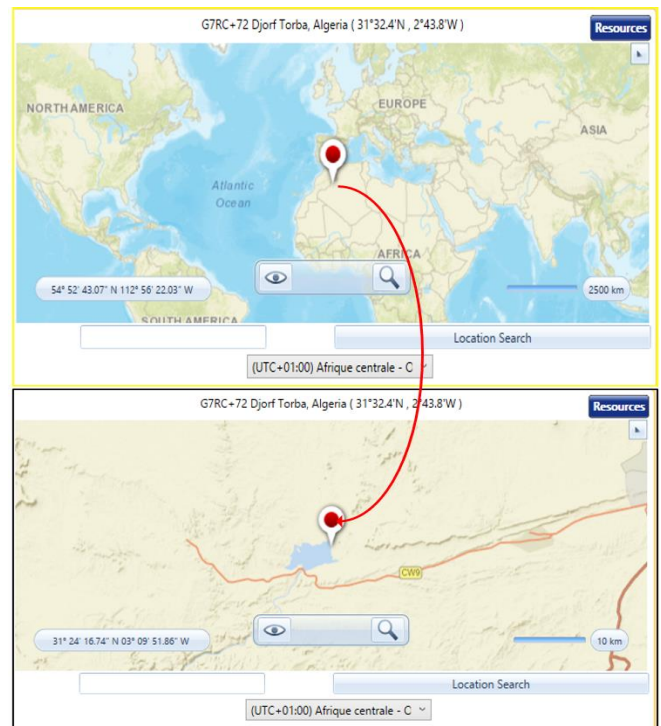 G7RC+72 Djorf Torba, Algeria ( 31°32.4'N , 2°43.8'W )
Resources
NORTH AMERICA
EUROPE
ASIA
Atlantic
Ocean
AFRICA
54° 52' 43.07" N 112° 56' 22.03" W
2500 km
SOUTH AMERICA
Location Search
(UTC+01:00) Afrique centrale - O
G7RC+72 Djorf Torba, Algeria ( 31°32.4'N , 2°43.8'W )
Resources
CW9
31° 24' 16.74" N 03° 09' 51.86" W
10 km
Location Search
(UTC+01:00) Afrique centrale - O